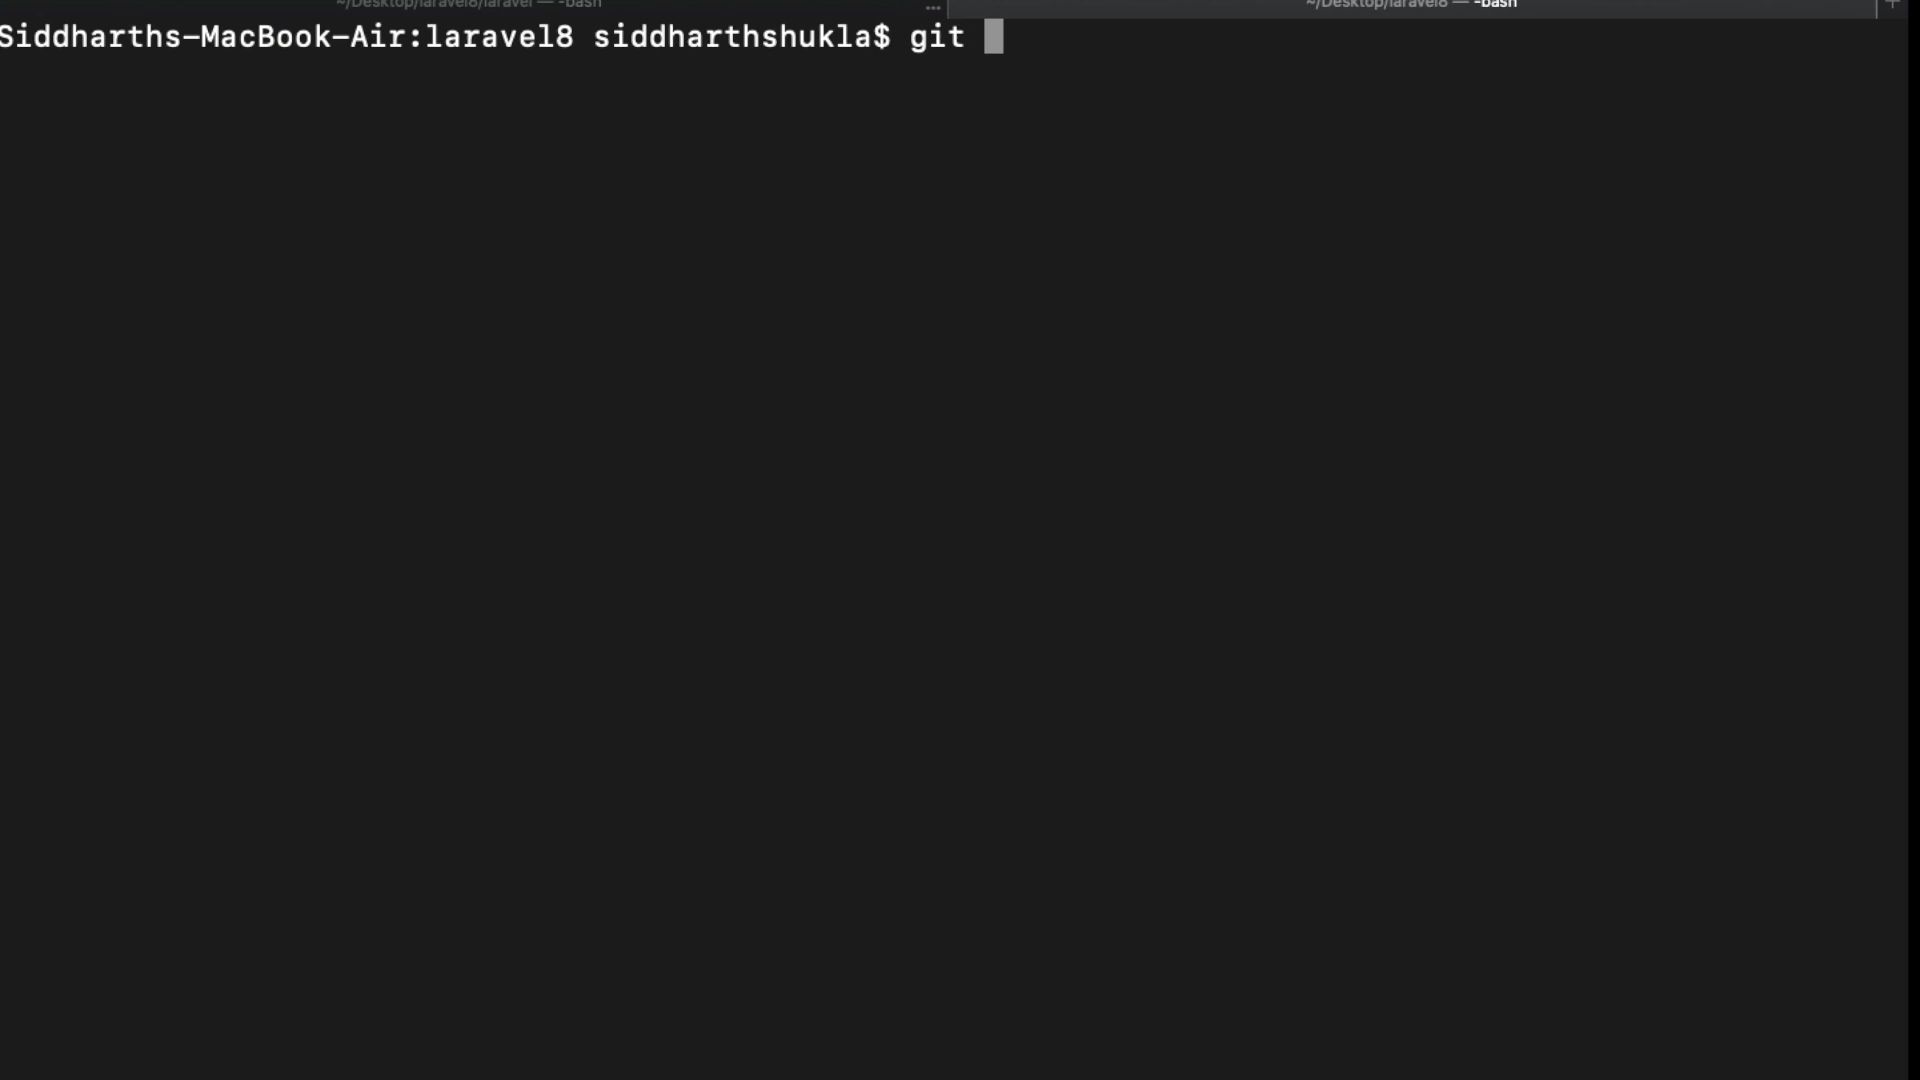 ~/Desktop/laravel8/laravel — -bash
... ~/Desktop/laravel8 — -bash +
Siddharths-MacBook-Air:laravel8 siddharthshukla$ git